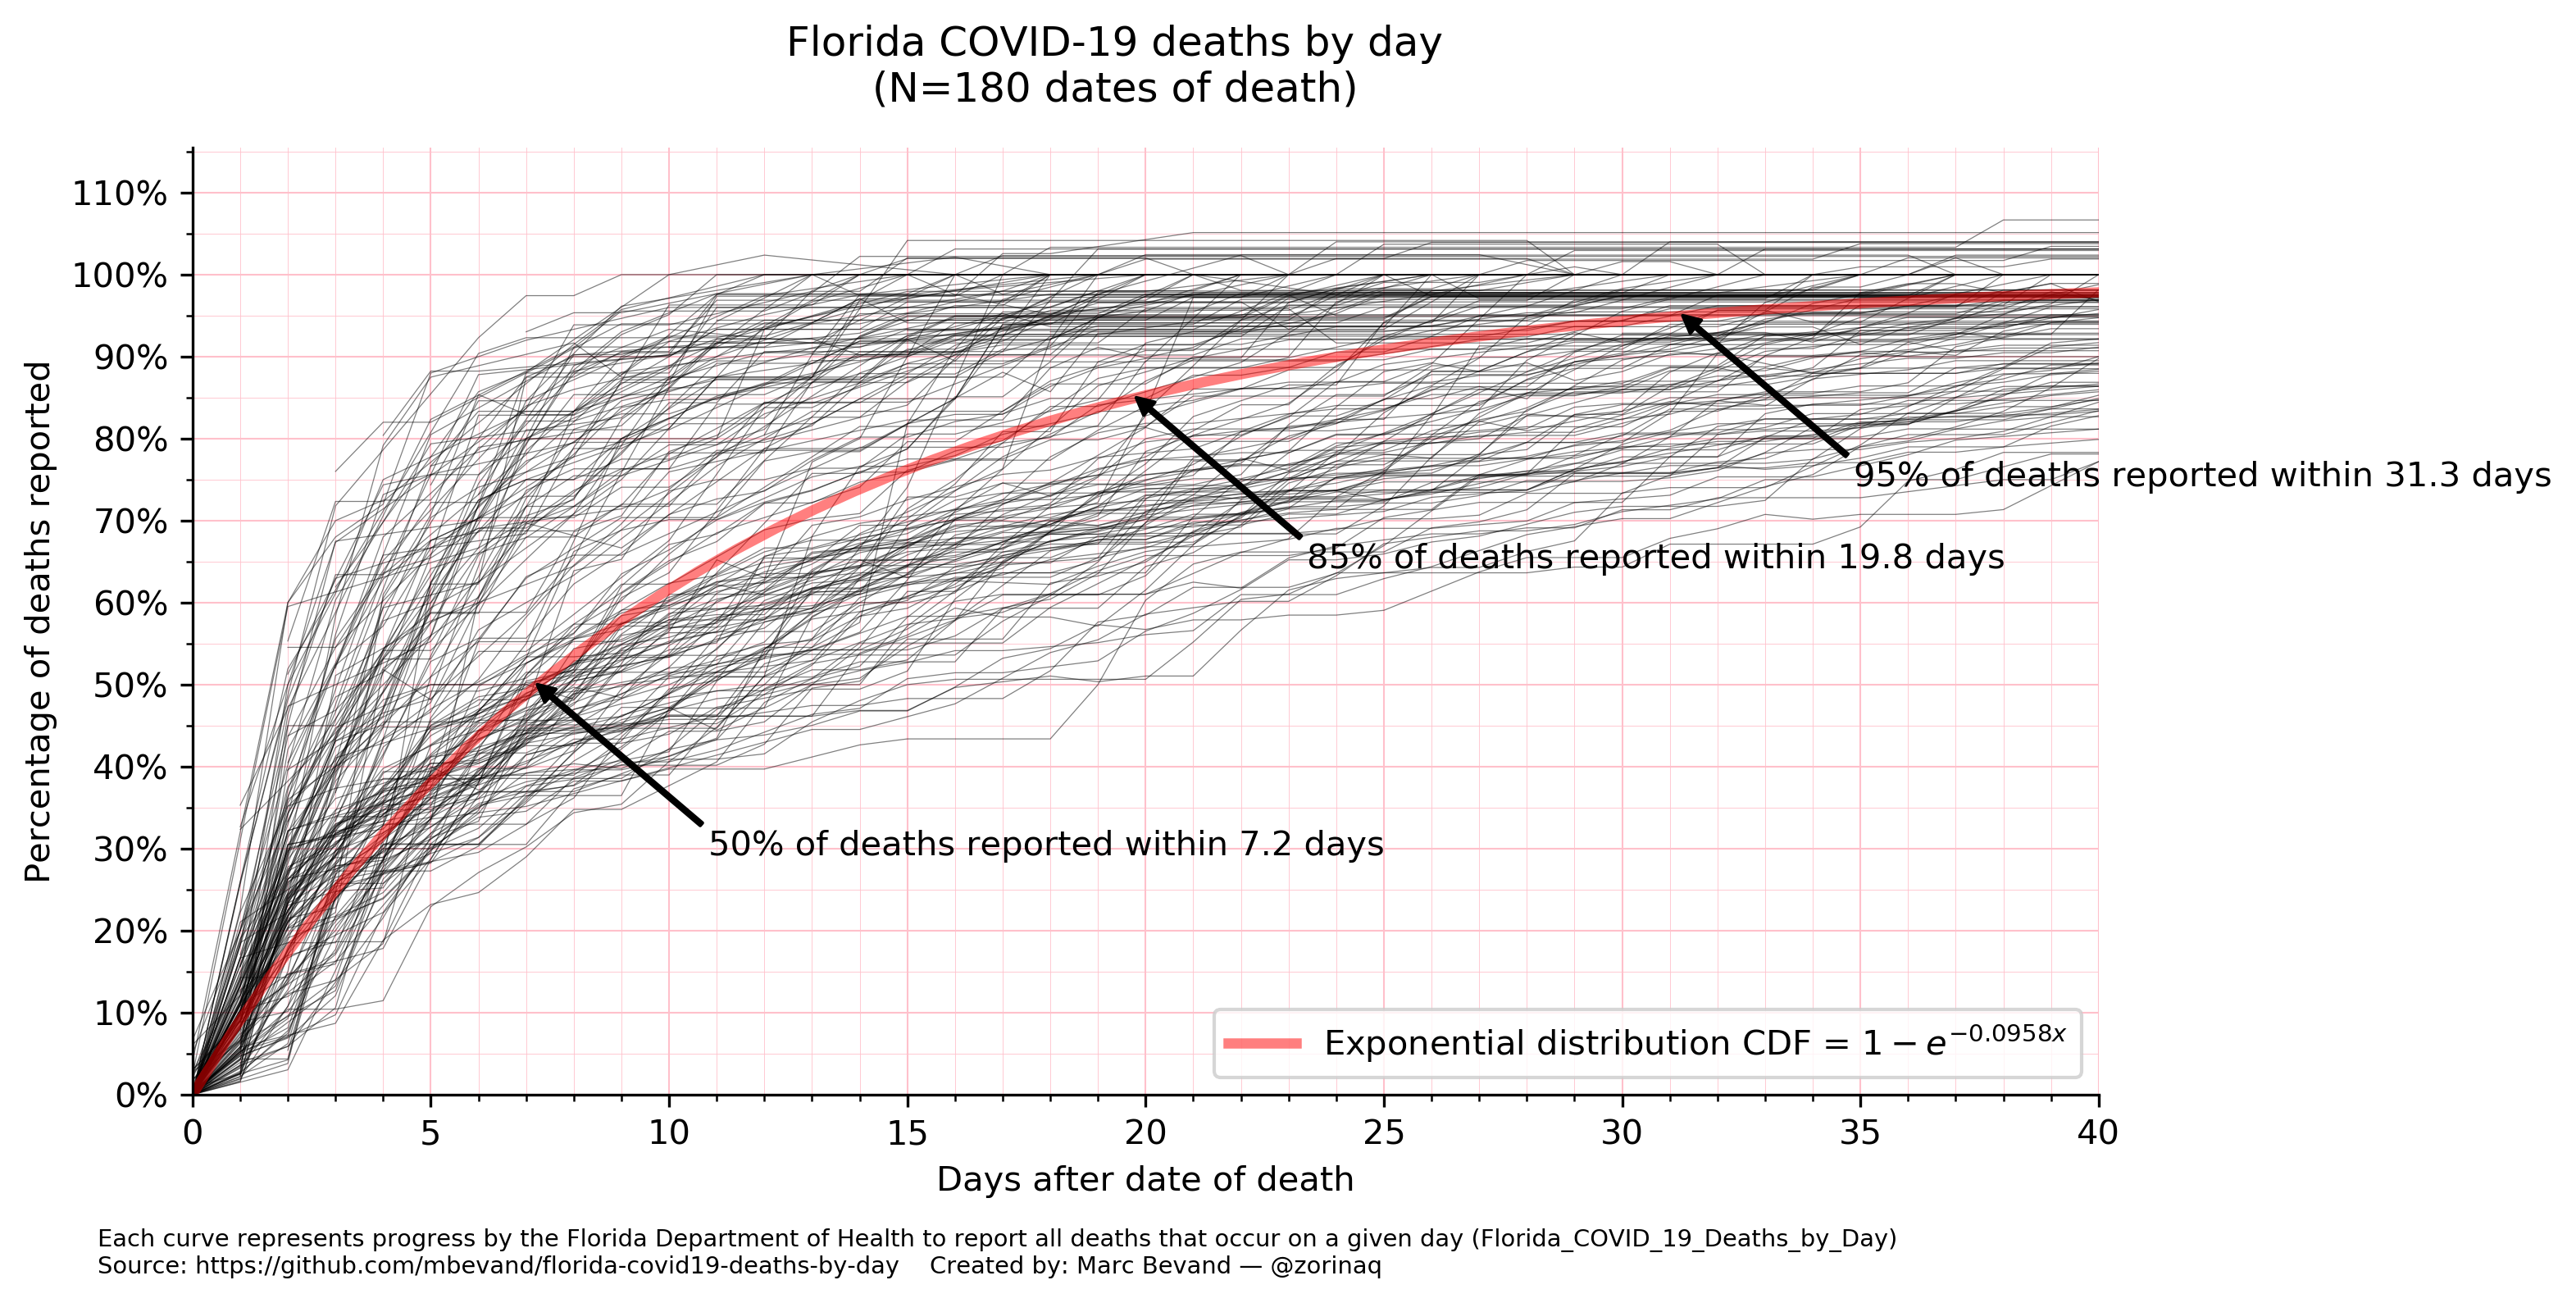 Florida COVID-19 deaths by day
(N=180 dates of death)
Percentage of deaths reported
110%
100%
90%
80%
70%
60%
50%
40%
30%
20%
10%
0%
95% of deaths reported within 31.3 days
85% of deaths reported within 19.8 days
50% of deaths reported within 7.2 days
Exponential distribution CDF = 1 − e^{−0.0958x}
0 5 10 15 20 25 30 35 40
Days after date of death
Each curve represents progress by the Florida Department of Health to report all deaths that occur on a given day (Florida_COVID_19_Deaths_by_Day)
Source: https://github.com/mbevand/florida-covid19-deaths-by-day Created by: Marc Bevand — @zorinaq